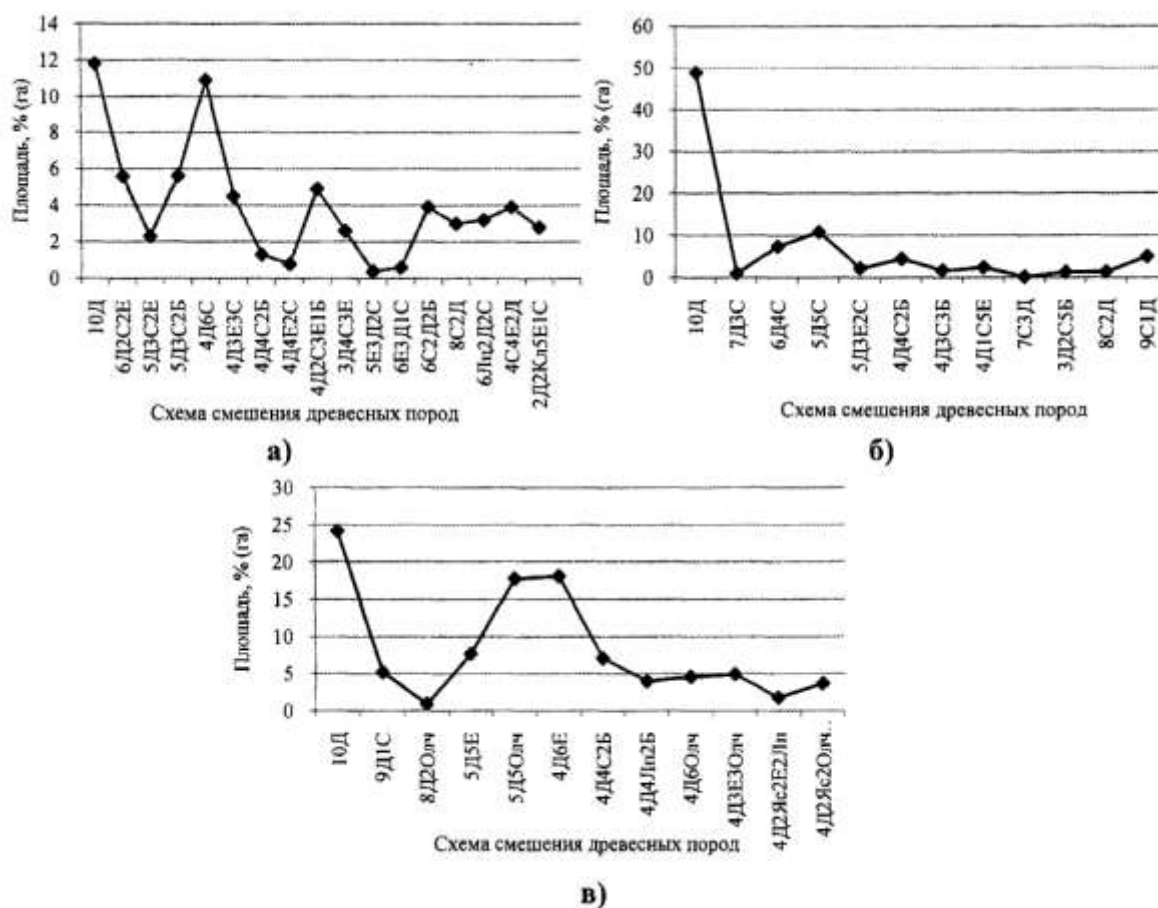 14
12
10
8
6
4
2
0
Площадь, % (га)
10Д
6Д2С2Е
5Д3С2Е
5Д3С2Б
4Д6С
4Д3Е3С
4Д4С2Б
4Д4Е2С
4Д2С3Е1Б
3Д4С3Е
5Е3Д2С
6Е3Д1С
6С2Д2Б
8С2Д
6Лп2Д2С
4С4Е2Д
2Д2Кл5Е1С
Схема смешения древесных пород
а)
60
50
40
30
20
10
0
Площадь, % (га)
10Д
7Д3С
6Д4С
5Д5С
5Д3Е2С
4Д4С2Б
4Д3С3Б
4Д1С5Е
7С3Д
3Д2С5Б
8С2Д
9С1Д
Схема смешения древесных пород
б)
30
25
20
15
10
5
0
Площадь, % (га)
10Д
9Д1С
8Д2Олч
5Д5Е
5Д5Олч
4Д6Е
4Д4С2Б
4Д4Лп2Б
4Д6Олч
4Д3Е3Олч
4Д2Яс2Е2Лп
4Д2Яс2Олч..
Схема смешения древесных пород
в)